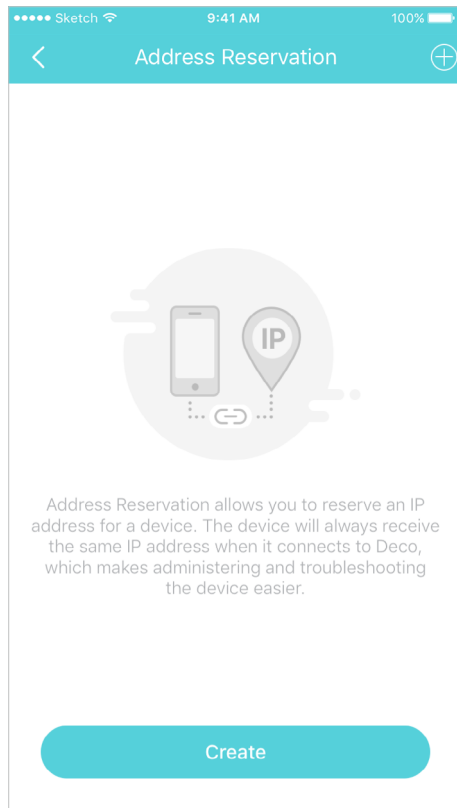 Sketch 9:41 AM 100%
Address Reservation
IP
Address Reservation allows you to reserve an IP
address for a device. The device will always receive
the same IP address when it connects to Deco,
which makes administering and troubleshooting
the device easier.
Create